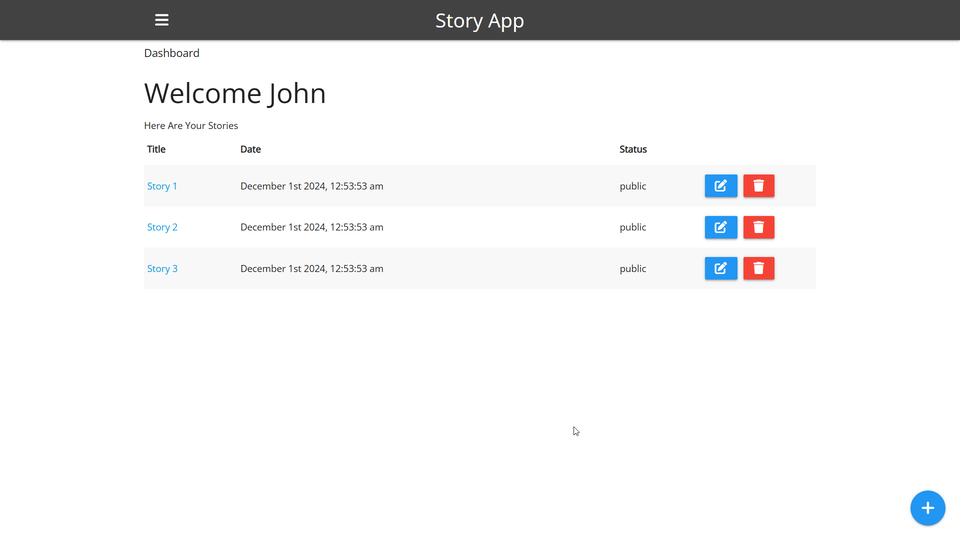 Story App
Dashboard
Welcome John
Here Are Your Stories
Title Date Status
Story 1 December 1st 2024, 12:53:53 am public
Story 2 December 1st 2024, 12:53:53 am public
Story 3 December 1st 2024, 12:53:53 am public